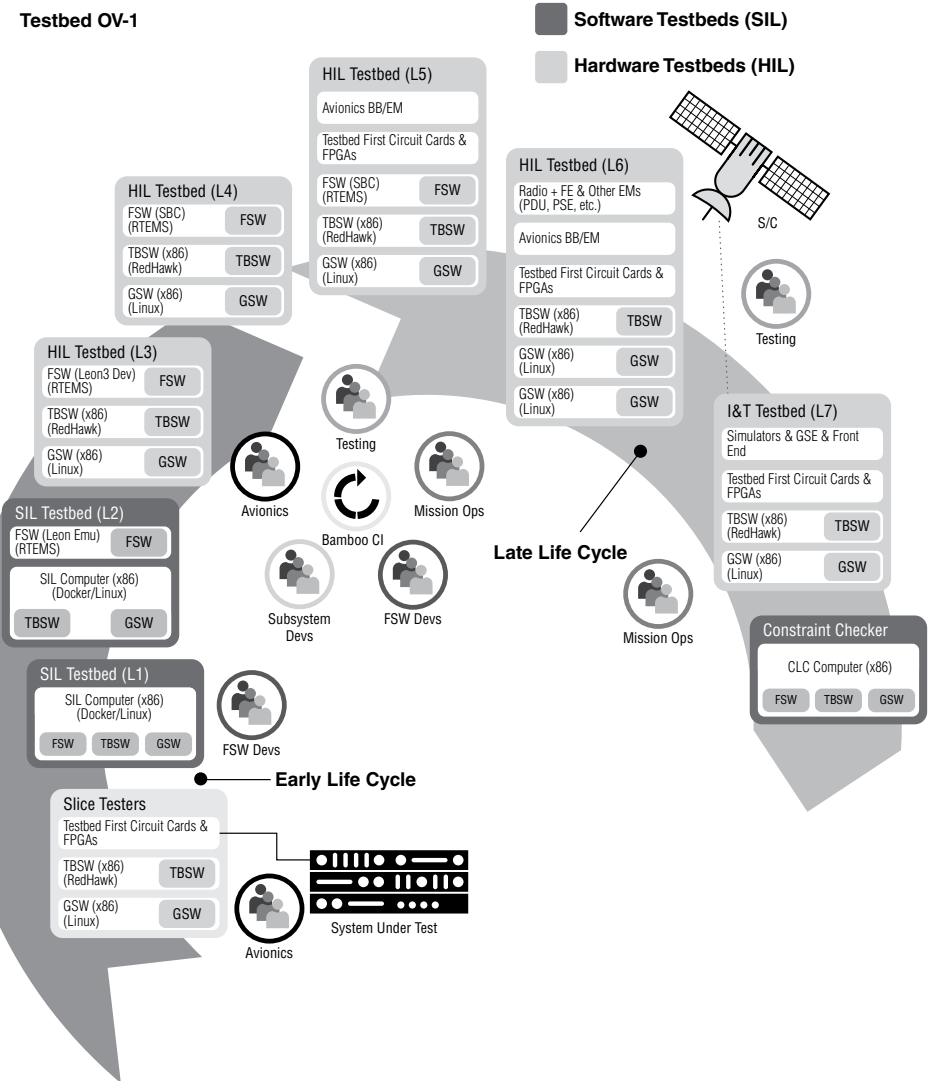 Testbed OV-1
Software Testbeds (SIL)
Hardware Testbeds (HIL)
HIL Testbed (L5)
Avionics BB/EM
Testbed First Circuit Cards &
FPGAs
FSW (SBC)
(RTEMS)
FSW
TBSW (x86)
(RedHawk)
TBSW
GSW (x86)
(Linux)
GSW
HIL Testbed (L4)
FSW (SBC)
(RTEMS)
FSW
TBSW (x86)
(RedHawk)
TBSW
GSW (x86)
(Linux)
GSW
HIL Testbed (L6)
Radio + FE & Other EMs
(PDU, PSE, etc.)
Avionics BB/EM
Testbed First Circuit Cards &
FPGAs
TBSW (x86)
(RedHawk)
TBSW
GSW (x86)
(Linux)
GSW
GSW (x86)
(Linux)
GSW
S/C
Testing
HIL Testbed (L3)
FSW (Leon3 Dev)
(RTEMS)
FSW
TBSW (x86)
(RedHawk)
TBSW
GSW (x86)
(Linux)
GSW
Testing
Avionics
Mission Ops
Bamboo CI
Subsystem
Devs
FSW Devs
I&T Testbed (L7)
Simulators & GSE & Front
End
Testbed First Circuit Cards &
FPGAs
TBSW (x86)
(RedHawk)
TBSW
GSW (x86)
(Linux)
GSW
SIL Testbed (L2)
FSW (Leon Emu)
(RTEMS)
FSW
SIL Computer (x86)
(Docker/Linux)
TBSW
GSW
Late Life Cycle
Mission Ops
Constraint Checker
CLC Computer (x86)
FSW
TBSW
GSW
SIL Testbed (L1)
SIL Computer (x86)
(Docker/Linux)
FSW
TBSW
GSW
FSW Devs
Early Life Cycle
Slice Testers
Testbed First Circuit Cards &
FPGAs
TBSW (x86)
(RedHawk)
TBSW
GSW (x86)
(Linux)
GSW
Avionics
System Under Test